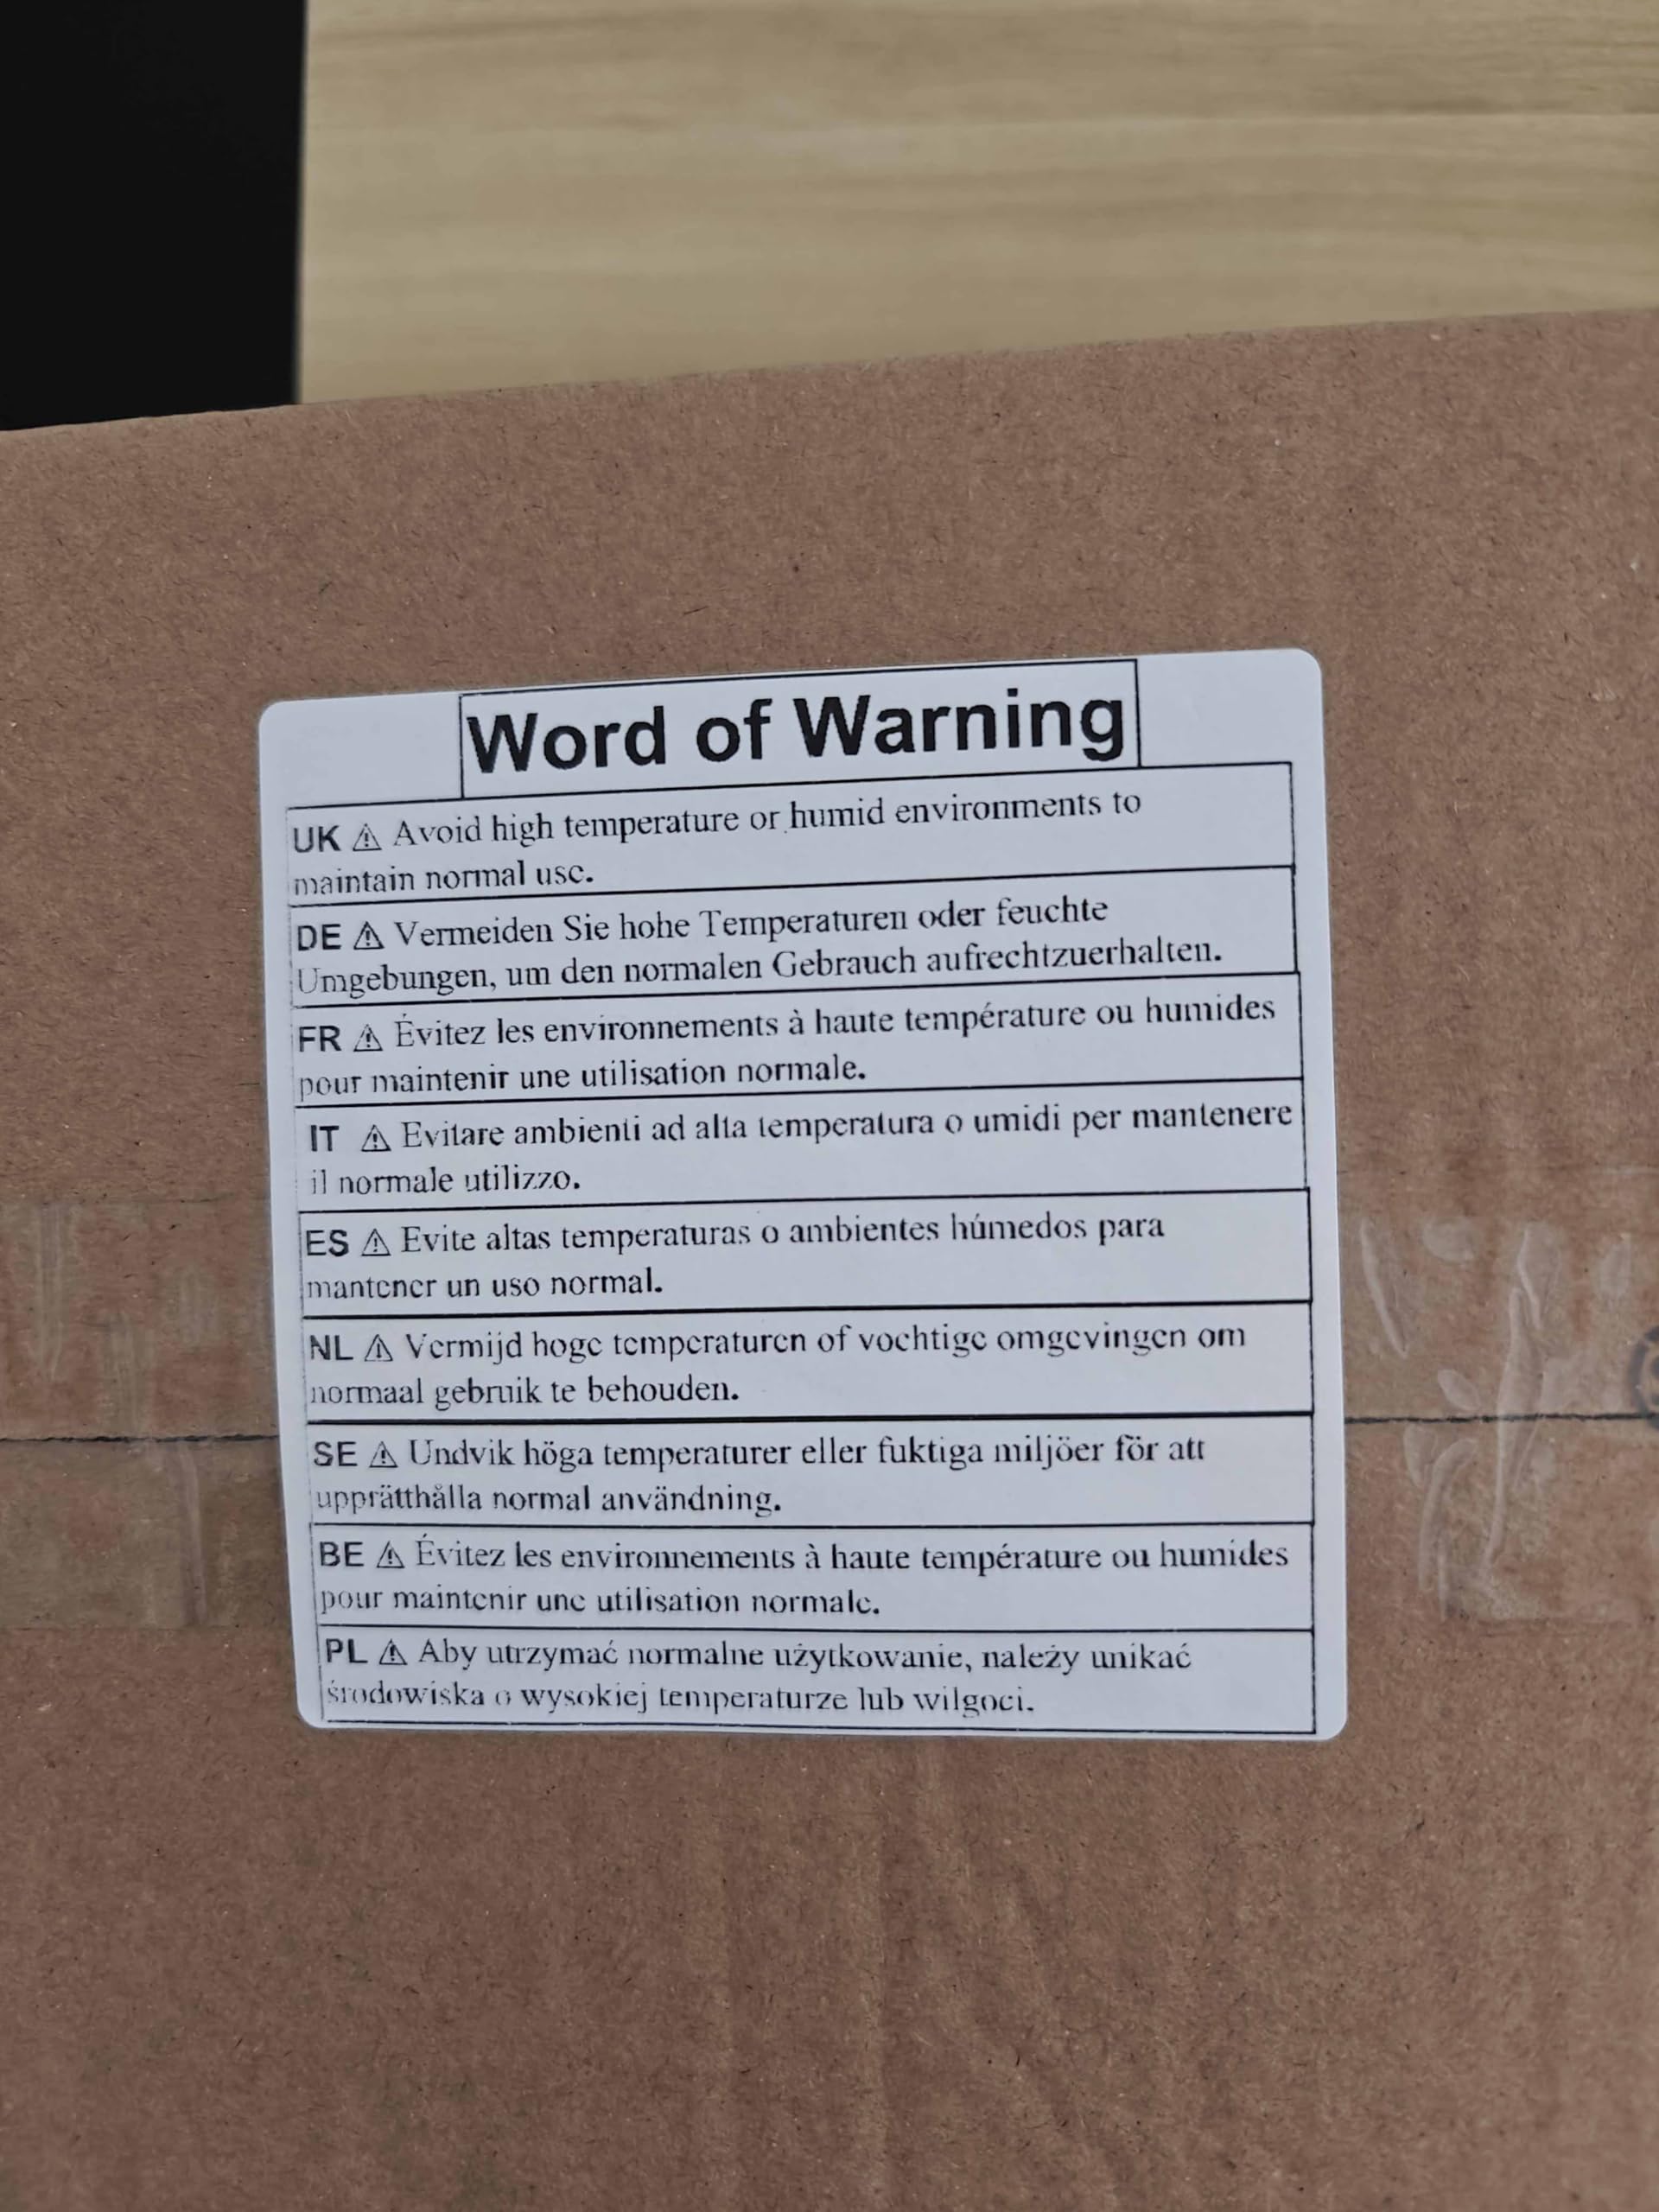 Word of Warning
UK ⚠ Avoid high temperature or humid environments to
maintain normal use.
DE ⚠ Vermeiden Sie hohe Temperaturen oder feuchte
Umgebungen, um den normalen Gebrauch aufrechtzuerhalten.
FR ⚠ Évitez les environnements à haute température ou humides
pour maintenir une utilisation normale.
IT ⚠ Evitare ambienti ad alta temperatura o umidi per mantenere
il normale utilizzo.
ES ⚠ Evite altas temperaturas o ambientes húmedos para
mantener un uso normal.
NL ⚠ Vermijd hoge temperaturen of vochtige omgevingen om
normaal gebruik te behouden.
SE ⚠ Undvik höga temperaturer eller fuktiga miljöer för att
upprätthålla normal användning.
BE ⚠ Évitez les environnements à haute température ou humides
pour maintenir une utilisation normale.
PL ⚠ Aby utrzymać normalne użytkowanie, należy unikać
środowiska o wysokiej temperaturze lub wilgoci.